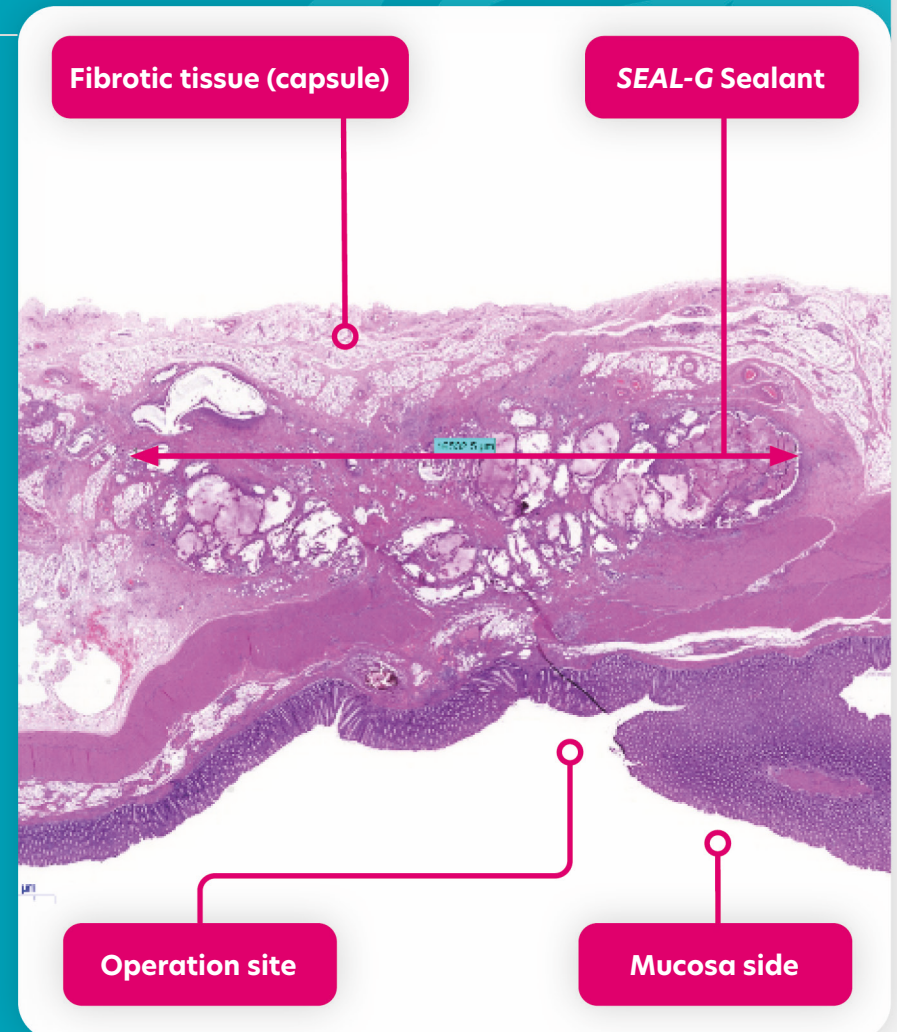 Fibrotic tissue (capsule)
SEAL-G Sealant
Operation site
Mucosa side